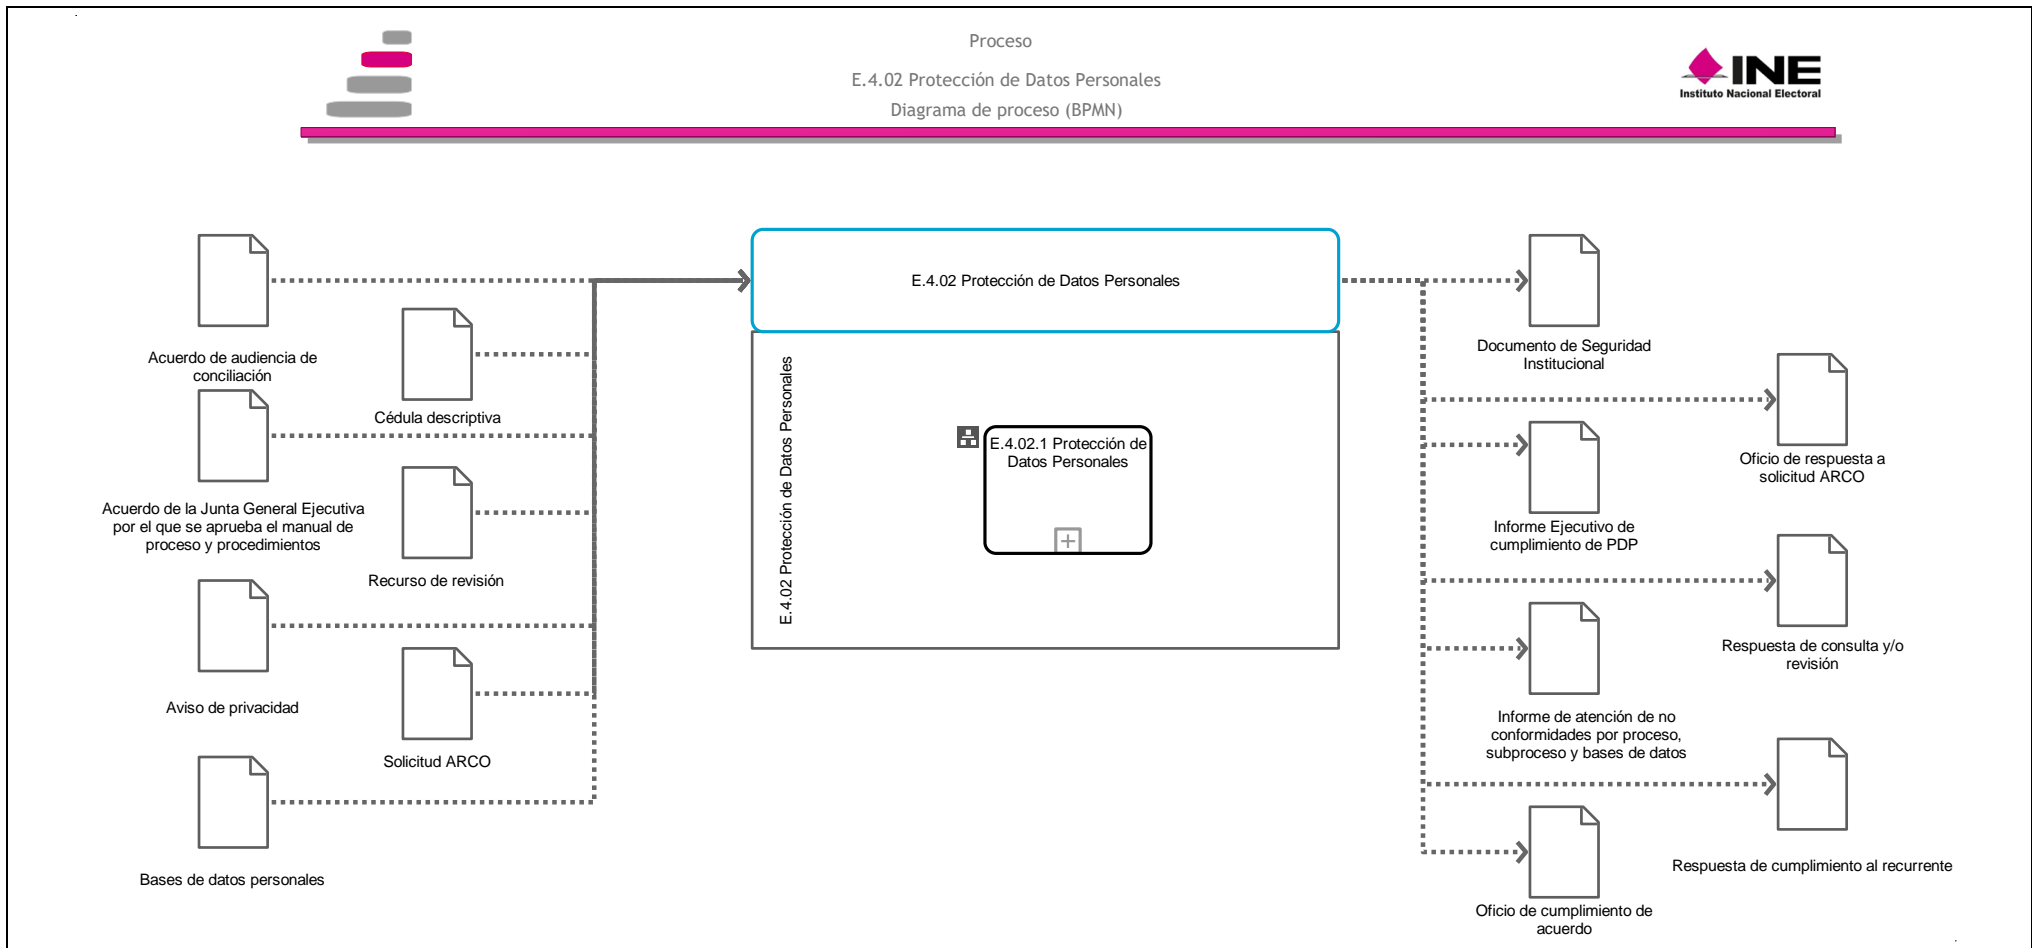 Proceso
E.4.02 Protección de Datos Personales
Diagrama de proceso (BPMN)
INE
Instituto Nacional Electoral
Acuerdo de audiencia de
conciliación
Cédula descriptiva
Acuerdo de la Junta General Ejecutiva
por el que se aprueba el manual de
proceso y procedimientos
Recurso de revisión
Aviso de privacidad
Solicitud ARCO
Bases de datos personales
E.4.02 Protección de Datos Personales
E.4.02 Protección de Datos Personales
E.4.02.1 Protección de
Datos Personales
Documento de Seguridad
Institucional
Oficio de respuesta a
solicitud ARCO
Informe Ejecutivo de
cumplimiento de PDP
Respuesta de consulta y/o
revisión
Informe de atención de no
conformidades por proceso,
subproceso y bases de datos
Respuesta de cumplimiento al recurrente
Oficio de cumplimiento de
acuerdo